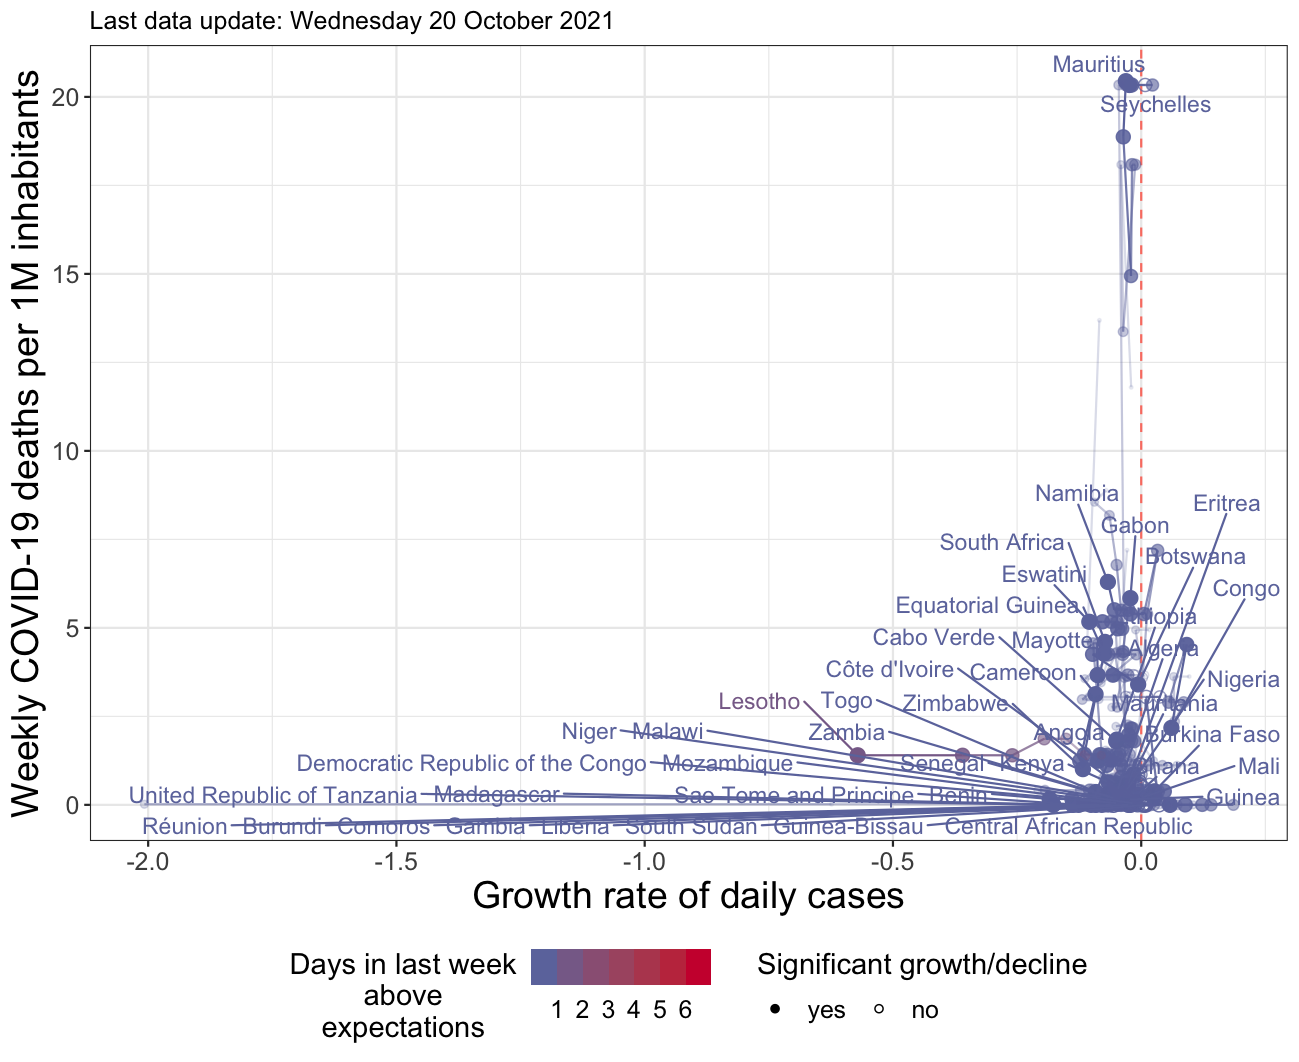 Last data update: Wednesday 20 October 2021
Weekly COVID-19 deaths per 1M inhabitants
20
15
10
5
0
Mauritius
Seychelles
Namibia
Eritrea
Gabon
South Africa
Botswana
Eswatini
Congo
Equatorial Guinea
Ethiopia
Cabo Verde
Mayotte
Algeria
Côte d'Ivoire
Cameroon
Nigeria
Lesotho
Togo
Zimbabwe
Mauritania
Niger
Malawi
Zambia
Angola
Burkina Faso
Democratic Republic of the Congo
Mozambique
Senegal
Kenya
Ghana
Mali
United Republic of Tanzania
Madagascar
Sao Tome and Principe
Benin
Guinea
Réunion
Burundi
Comoros
Gambia
Liberia
South Sudan
Guinea-Bissau
Central African Republic
-2.0
-1.5
-1.0
-0.5
0.0
Growth rate of daily cases
Days in last week
above
expectations
1 2 3 4 5 6
Significant growth/decline
yes
no